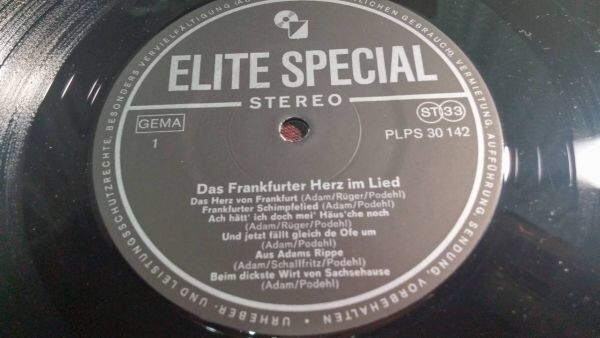 ELITE SPECIAL
STEREO
GEMA
1
ST 33
PLPS 30 142
Das Frankfurter Herz im Lied
Das Herz von Frankfurt (Adam/Rüger/Podehl)
Frankfurter Schimpfelied (Adam/Podehl)
Ach hätt' ich doch mei' Häus'che noch
(Adam/Rüger/Podehl)
Und jetzt fällt gleich de Ofe um
(Adam/Podehl)
Aus Adams Rippe
(Adam/Schallfritz/Podehl)
Beim dickste Wirt von Sachsehause
(Adam/Podehl)
URHEBER- UND LEISTUNGSSCHUTZRECHTE, BESONDERS VERVIELFÄLTIGUNG LICHEN GEBRAUCH), VERMIETUNG, AUFFÜHRUNG, SENDUNG, VORBEHALTEN •